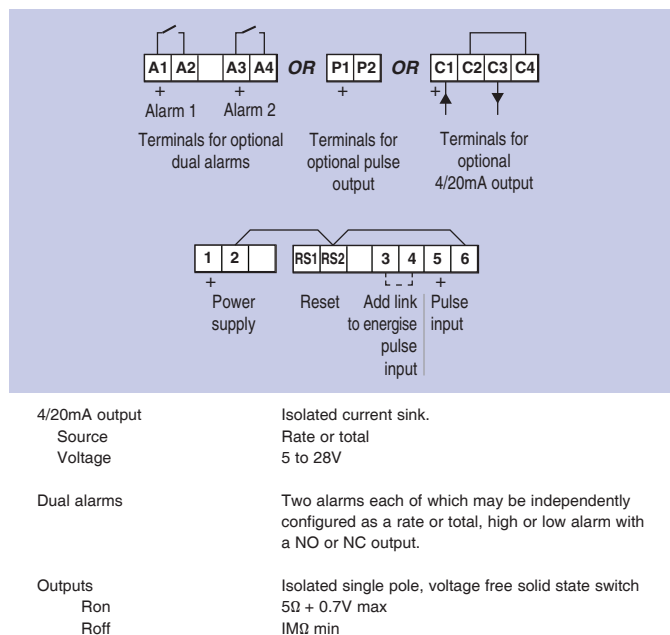 A1 A2 A3 A4 OR P1 P2 OR C1 C2 C3 C4
+ + + +
Alarm 1 Alarm 2
Terminals for optional dual alarms
Terminals for optional pulse output
Terminals for optional 4/20mA output
1 2 RS1 RS2 3 4 5 6
+ +
Power supply
Reset
Add link to energise pulse input
Pulse input
4/20mA output Isolated current sink.
Source Rate or total
Voltage 5 to 28V
Dual alarms Two alarms each of which may be independently
configured as a rate or total, high or low alarm with
a NO or NC output.
Outputs Isolated single pole, voltage free solid state switch
Ron 5Ω + 0.7V max
Roff IMΩ min